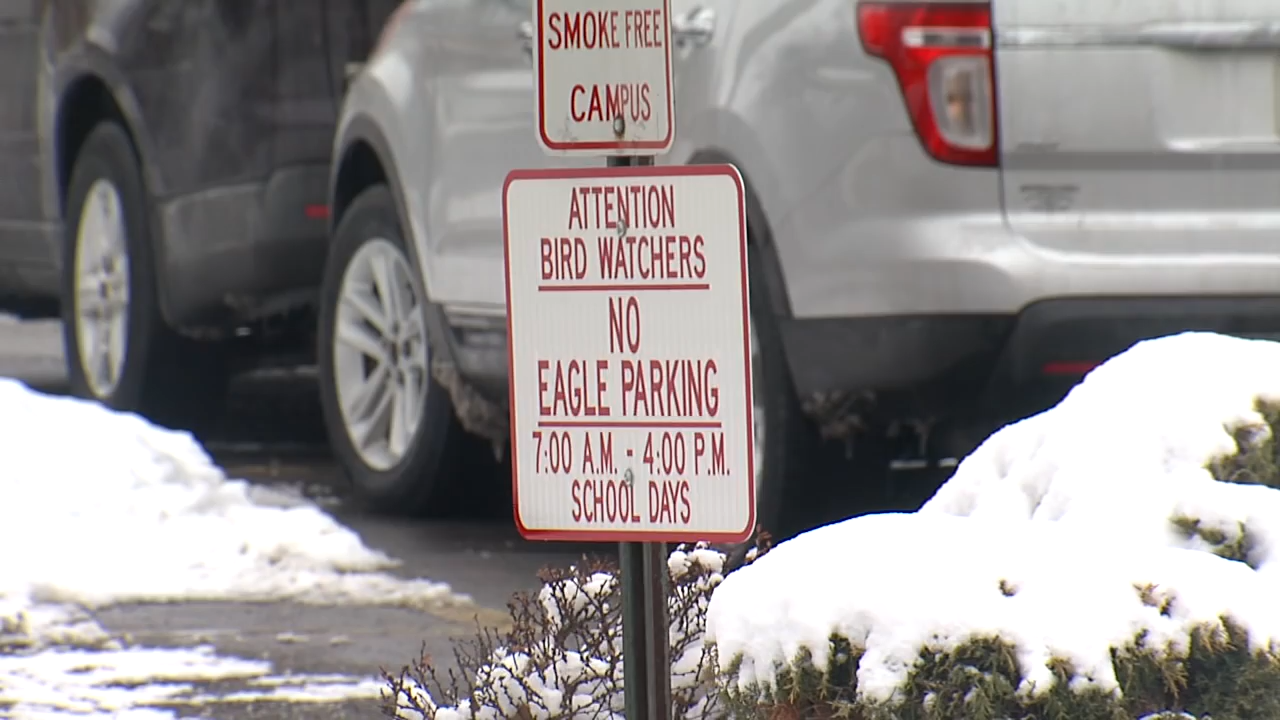 SMOKE FREE
CAMPUS
ATTENTION
BIRD WATCHERS
NO
EAGLE PARKING
7:00 A.M. - 4:00 P.M.
SCHOOL DAYS